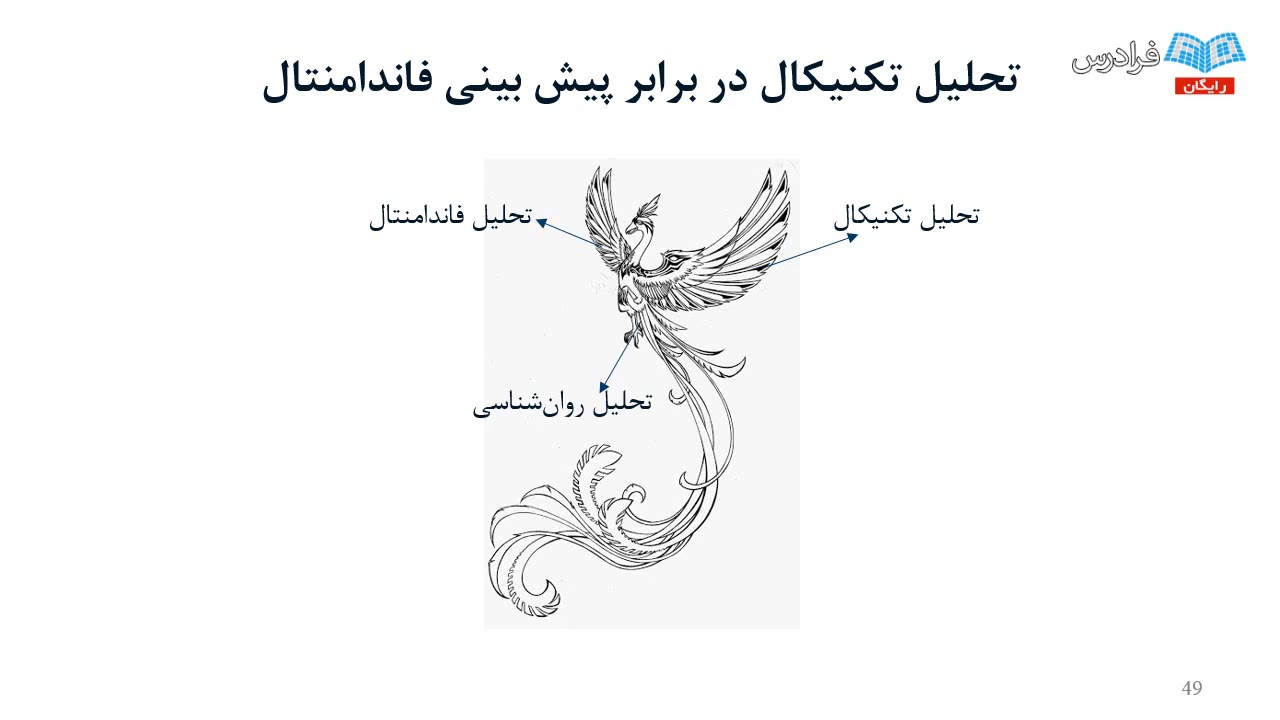 فرادرس
رایگان
تحلیل تکنیکال در برابر پیش بینی فاندامنتال
تحلیل تکنیکال
تحلیل فاندامنتال
تحلیل روان‌شناسی
49